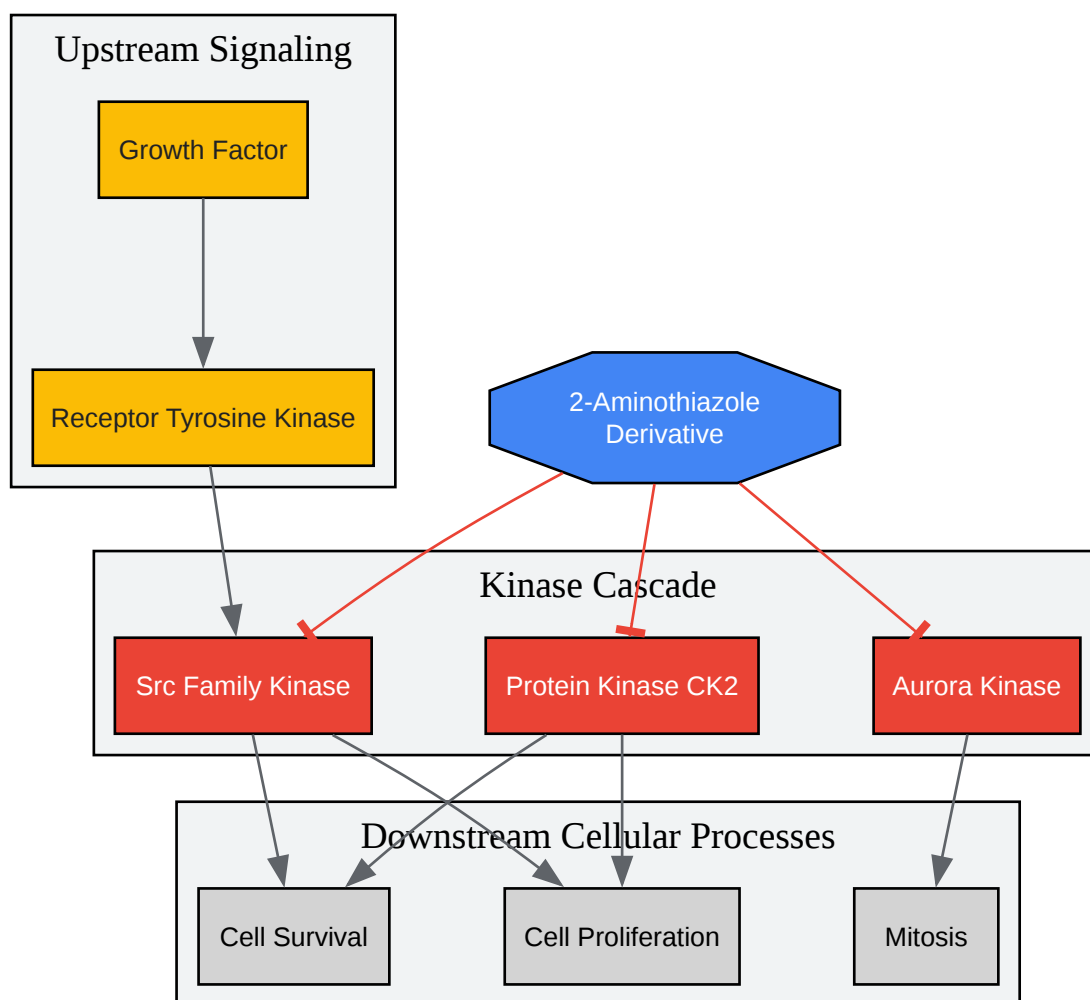 Upstream Signaling
Growth Factor
Receptor Tyrosine Kinase
2-Aminothiazole
Derivative
Kinase Cascade
Src Family Kinase
Protein Kinase CK2
Aurora Kinase
Downstream Cellular Processes
Cell Survival
Cell Proliferation
Mitosis